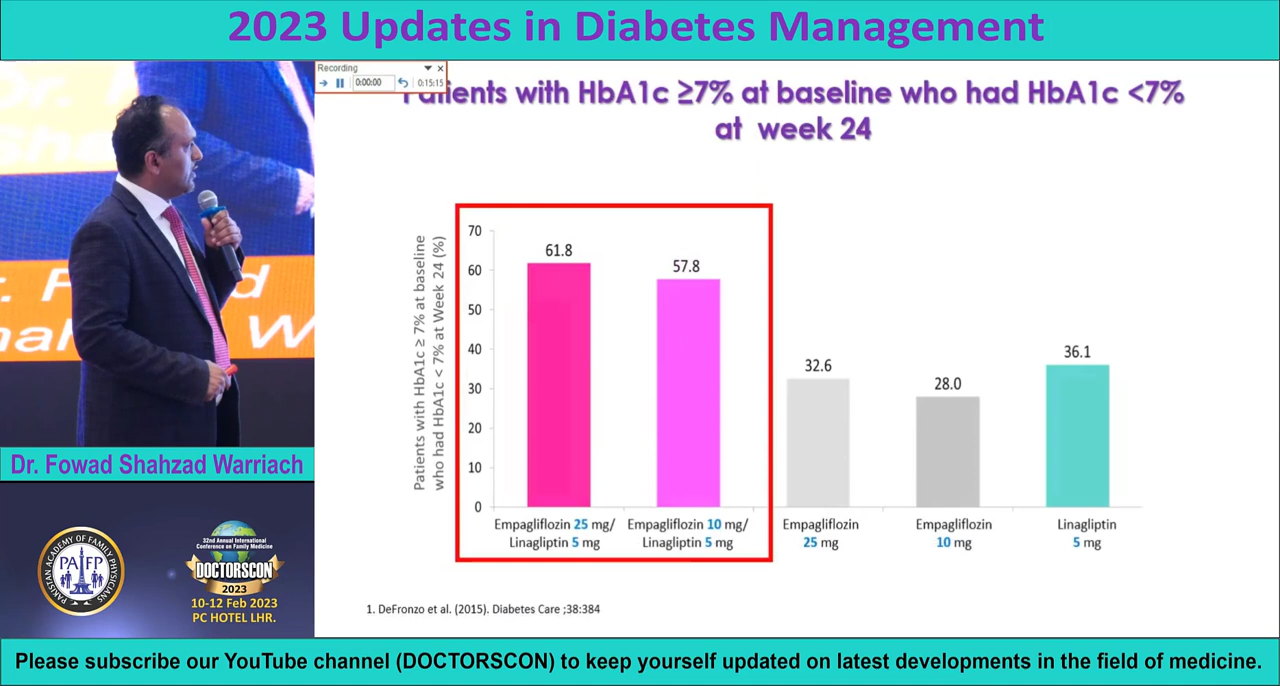 2023 Updates in Diabetes Management
Recording
0:00:00
0:15:15
Patients with HbA1c ≥7% at baseline who had HbA1c <7%
at week 24
Patients with HbA1c ≥ 7% at baseline
who had HbA1c < 7% at Week 24 (%)
70
60
50
40
30
20
10
0
61.8
57.8
32.6
28.0
36.1
Empagliflozin 25 mg/
Linagliptin 5 mg
Empagliflozin 10 mg/
Linagliptin 5 mg
Empagliflozin
25 mg
Empagliflozin
10 mg
Linagliptin
5 mg
1. DeFronzo et al. (2015). Diabetes Care ;38:384
Dr. Fowad Shahzad Warriach
PAKISTAN ACADEMY OF FAMILY PHYSICIANS
PAFP
32nd Annual International
Conference on Family Medicine
DOCTORSCON
2023
10-12 Feb 2023
PC HOTEL LHR.
Please subscribe our YouTube channel (DOCTORSCON) to keep yourself updated on latest developments in the field of medicine.